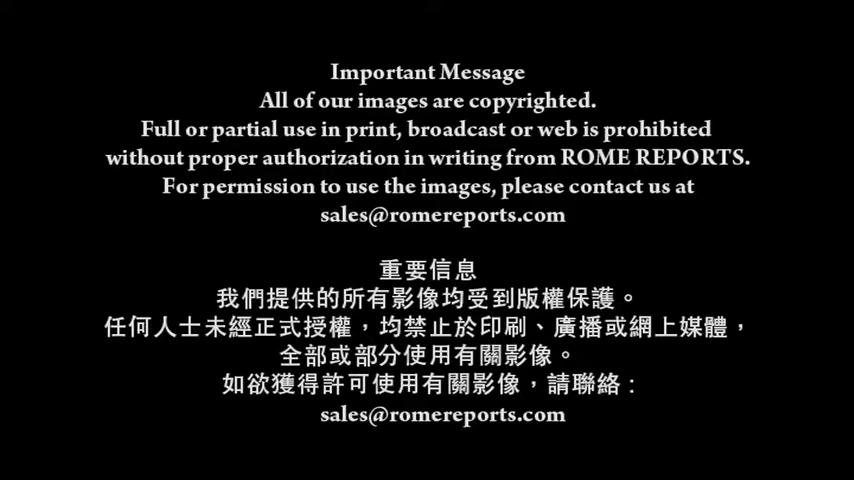 Important Message
All of our images are copyrighted.
Full or partial use in print, broadcast or web is prohibited
without proper authorization in writing from ROME REPORTS.
For permission to use the images, please contact us at
sales@romereports.com
重要信息
我們提供的所有影像均受到版權保護。
任何人士未經正式授權，均禁止於印刷、廣播或網上媒體，
全部或部分使用有關影像。
如欲獲得許可使用有關影像，請聯絡：
sales@romereports.com